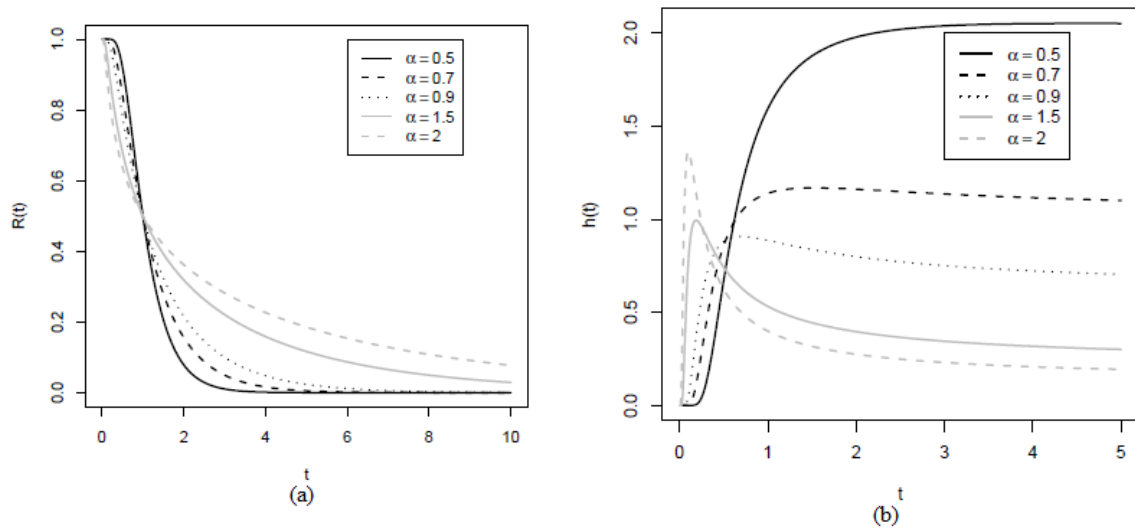 R(t)
1.0
0.8
0.6
0.4
0.2
0.0
α = 0.5
α = 0.7
α = 0.9
α = 1.5
α = 2
0 2 4 6 8 10
t
(a)
h(t)
2.0
1.5
1.0
0.5
0.0
α = 0.5
α = 0.7
α = 0.9
α = 1.5
α = 2
0 1 2 3 4 5
t
(b)